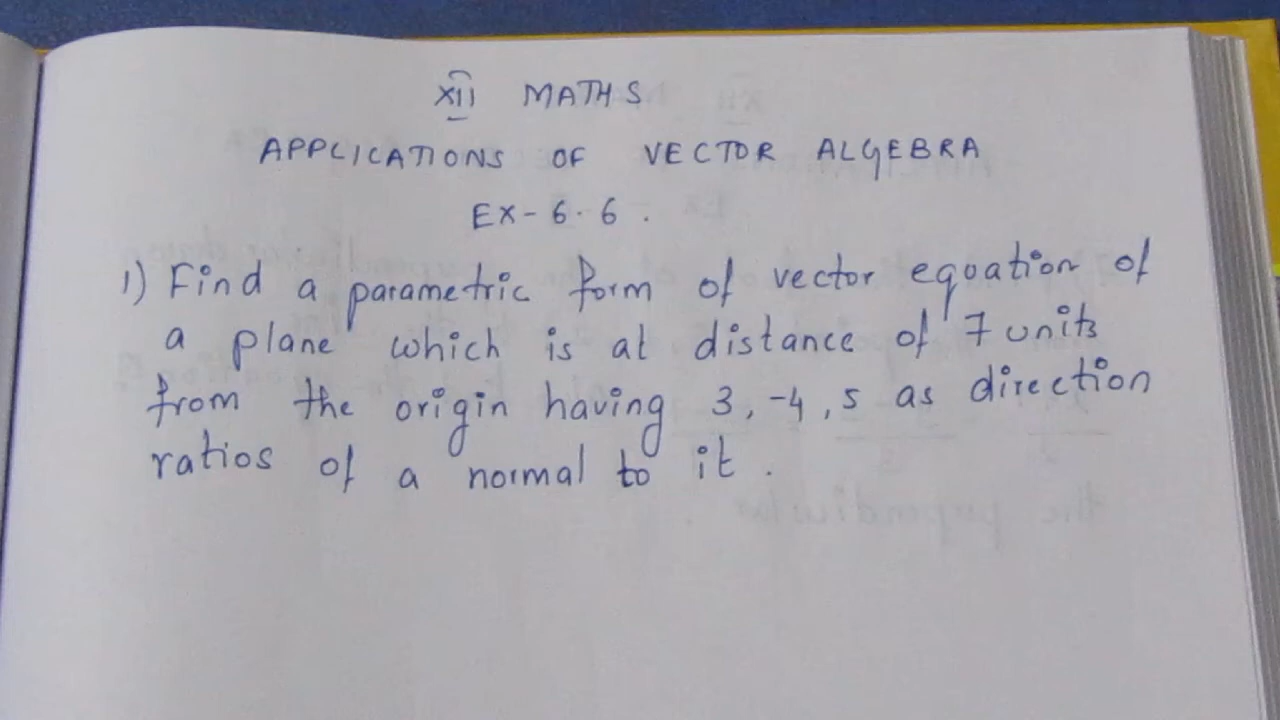 XII MATHS
APPLICATIONS OF VECTOR ALGEBRA
EX-6.6.
1) Find a parametric form of vector equation of
a plane which is at distance of 7 units
from the origin having 3, -4, 5 as direction
ratios of a normal to it.